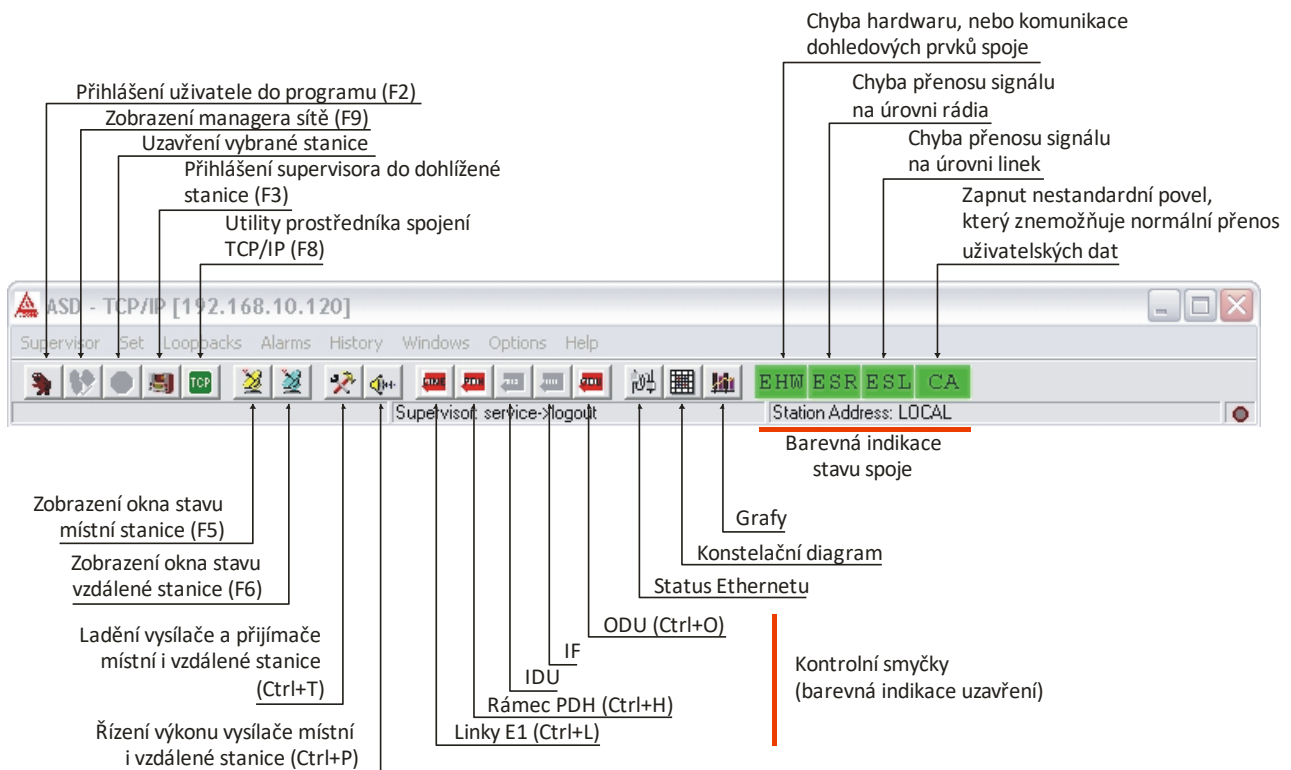 Chyba hardwaru, nebo komunikace
dohledových prvků spoje
Přihlášení uživatele do programu (F2)
Zobrazení managera sítě (F9)
Uzavření vybrané stanice
Přihlášení supervisora do dohlížené
stanice (F3)
Utility prostředníka spojení
TCP/IP (F8)
Chyba přenosu signálu
na úrovni rádia
Chyba přenosu signálu
na úrovni linek
Zapnut nestandardní povel,
který znemožňuje normální přenos
uživatelských dat
ASD - TCP/IP [192.168.10.120]
Supervisor Set Loopbacks Alarms History Windows Options Help
TCP EHW ESR ESL CA
Supervisor: service->logout Station Address: LOCAL
Barevná indikace
stavu spoje
Zobrazení okna stavu
místní stanice (F5)
Zobrazení okna stavu
vzdálené stanice (F6)
Ladění vysílače a přijímače
místní i vzdálené stanice
(Ctrl+T)
Řízení výkonu vysílače místní
i vzdálené stanice (Ctrl+P)
Grafy
Konstelační diagram
Status Ethernetu
ODU (Ctrl+O)
IF
IDU
Rámec PDH (Ctrl+H)
Linky E1 (Ctrl+L)
Kontrolní smyčky
(barevná indikace uzavření)